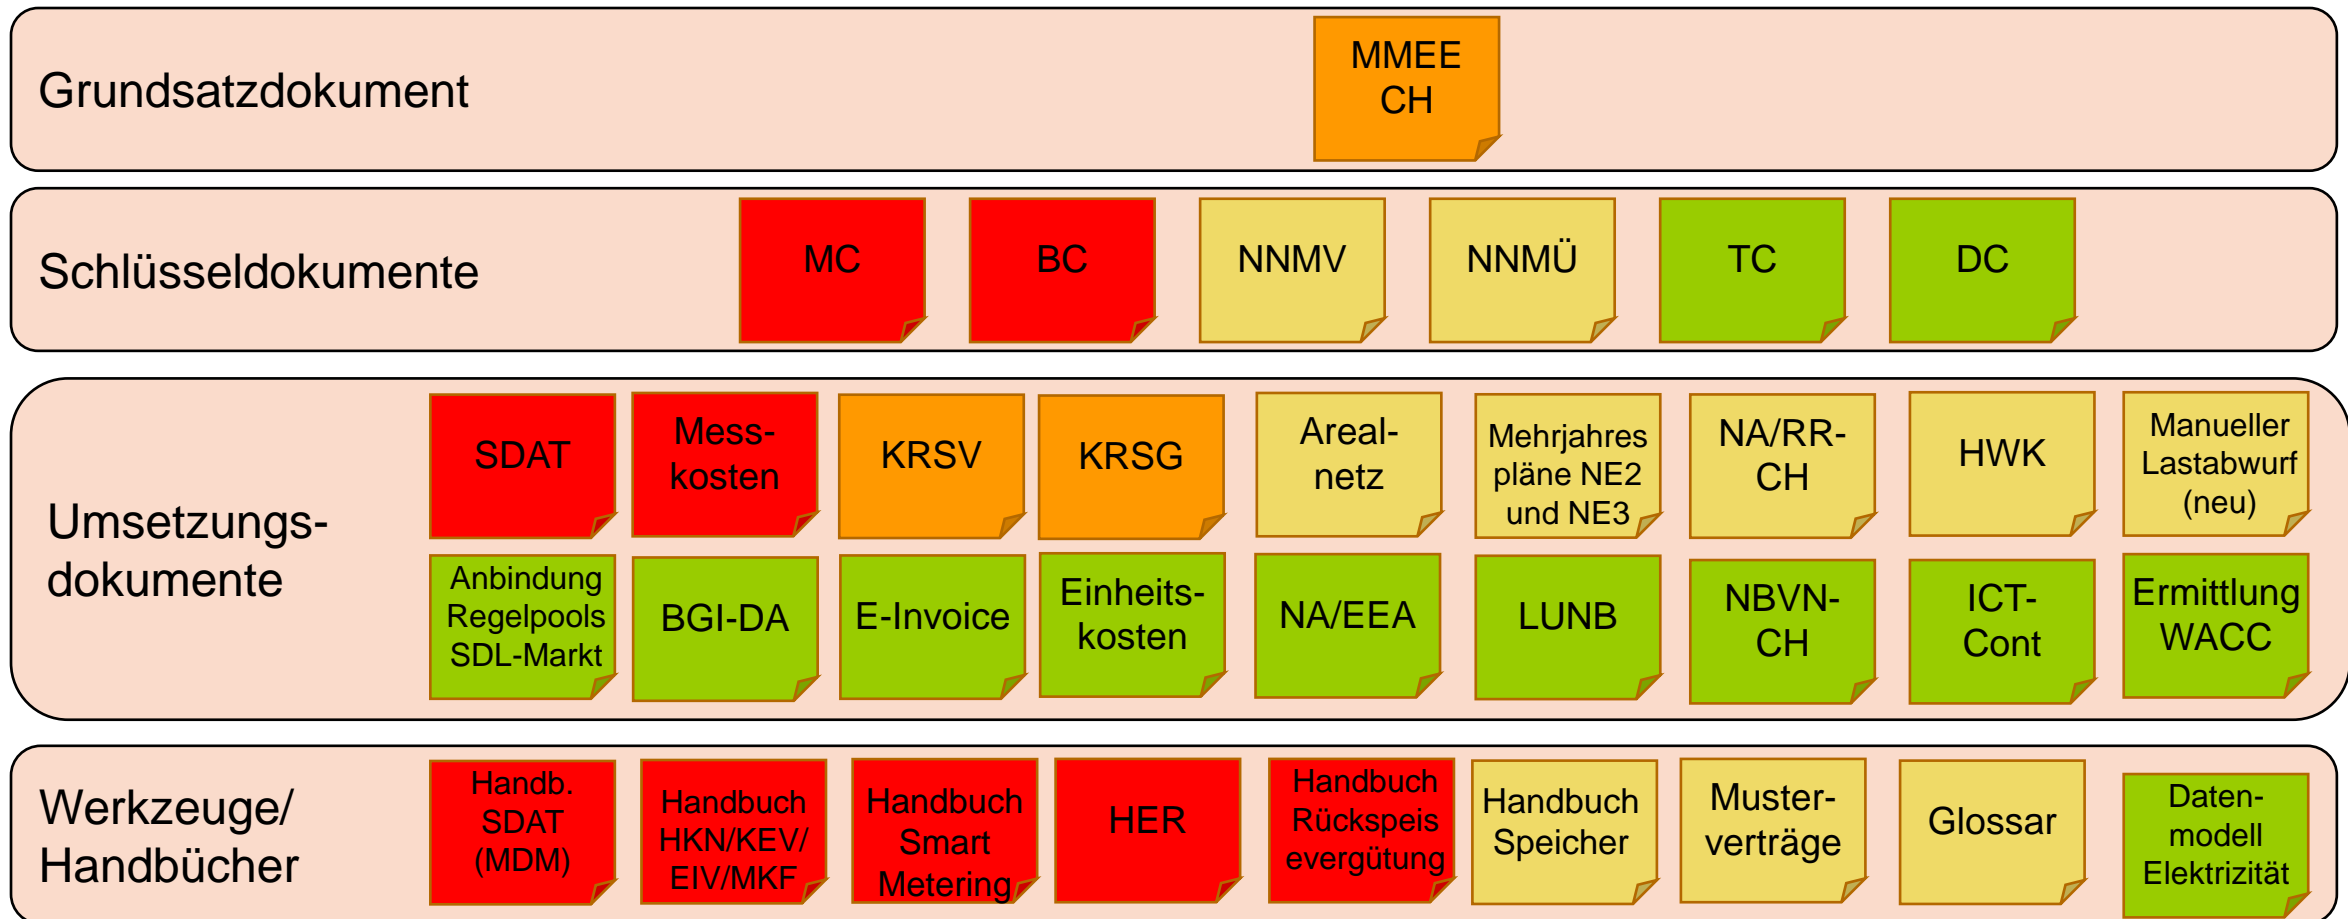 Grundsatzdokument
MMEE
CH
Schlüsseldokumente
MC
BC
NNMV
NNMÜ
TC
DC
Umsetzungs-
dokumente
SDAT
Mess-
kosten
KRSV
KRSG
Areal-
netz
Mehrjahres
pläne NE2
und NE3
NA/RR-
CH
HWK
Manueller
Lastabwurf
(neu)
Anbindung
Regelpools
SDL-Markt
BGI-DA
E-Invoice
Einheits-
kosten
NA/EEA
LUNB
NBVN-
CH
ICT-
Cont
Ermittlung
WACC
Werkzeuge/
Handbücher
Handb.
SDAT
(MDM)
Handbuch
HKN/KEV/
EIV/MKF
Handbuch
Smart
Metering
HER
Handbuch
Rückspeis
evergütung
Handbuch
Speicher
Muster-
verträge
Glossar
Daten-
modell
Elektrizität